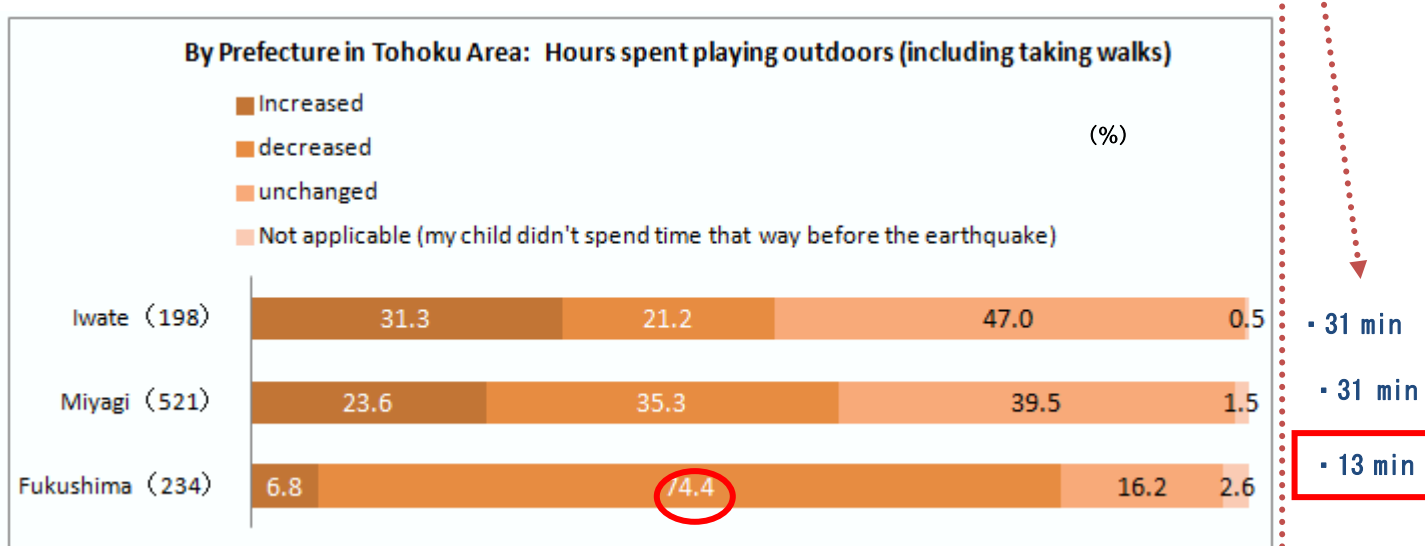 By Prefecture in Tohoku Area: Hours spent playing outdoors (including taking walks)
Increased
(%)
decreased
unchanged
Not applicable (my child didn't spend time that way before the earthquake)
Iwate（198） 31.3 21.2 47.0 0.5 ・31 min
Miyagi（521） 23.6 35.3 39.5 1.5 ・31 min
Fukushima（234） 6.8 74.4 16.2 2.6 ・13 min